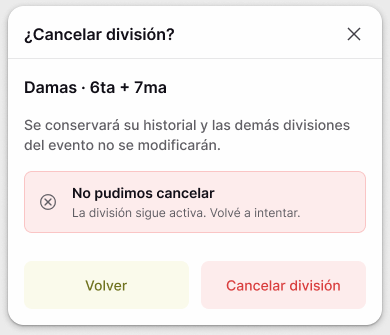 ¿Cancelar división?
Damas · 6ta + 7ma
Se conservará su historial y las demás divisiones
del evento no se modificarán.
No pudimos cancelar
La división sigue activa. Volvé a intentar.
Volver
Cancelar división